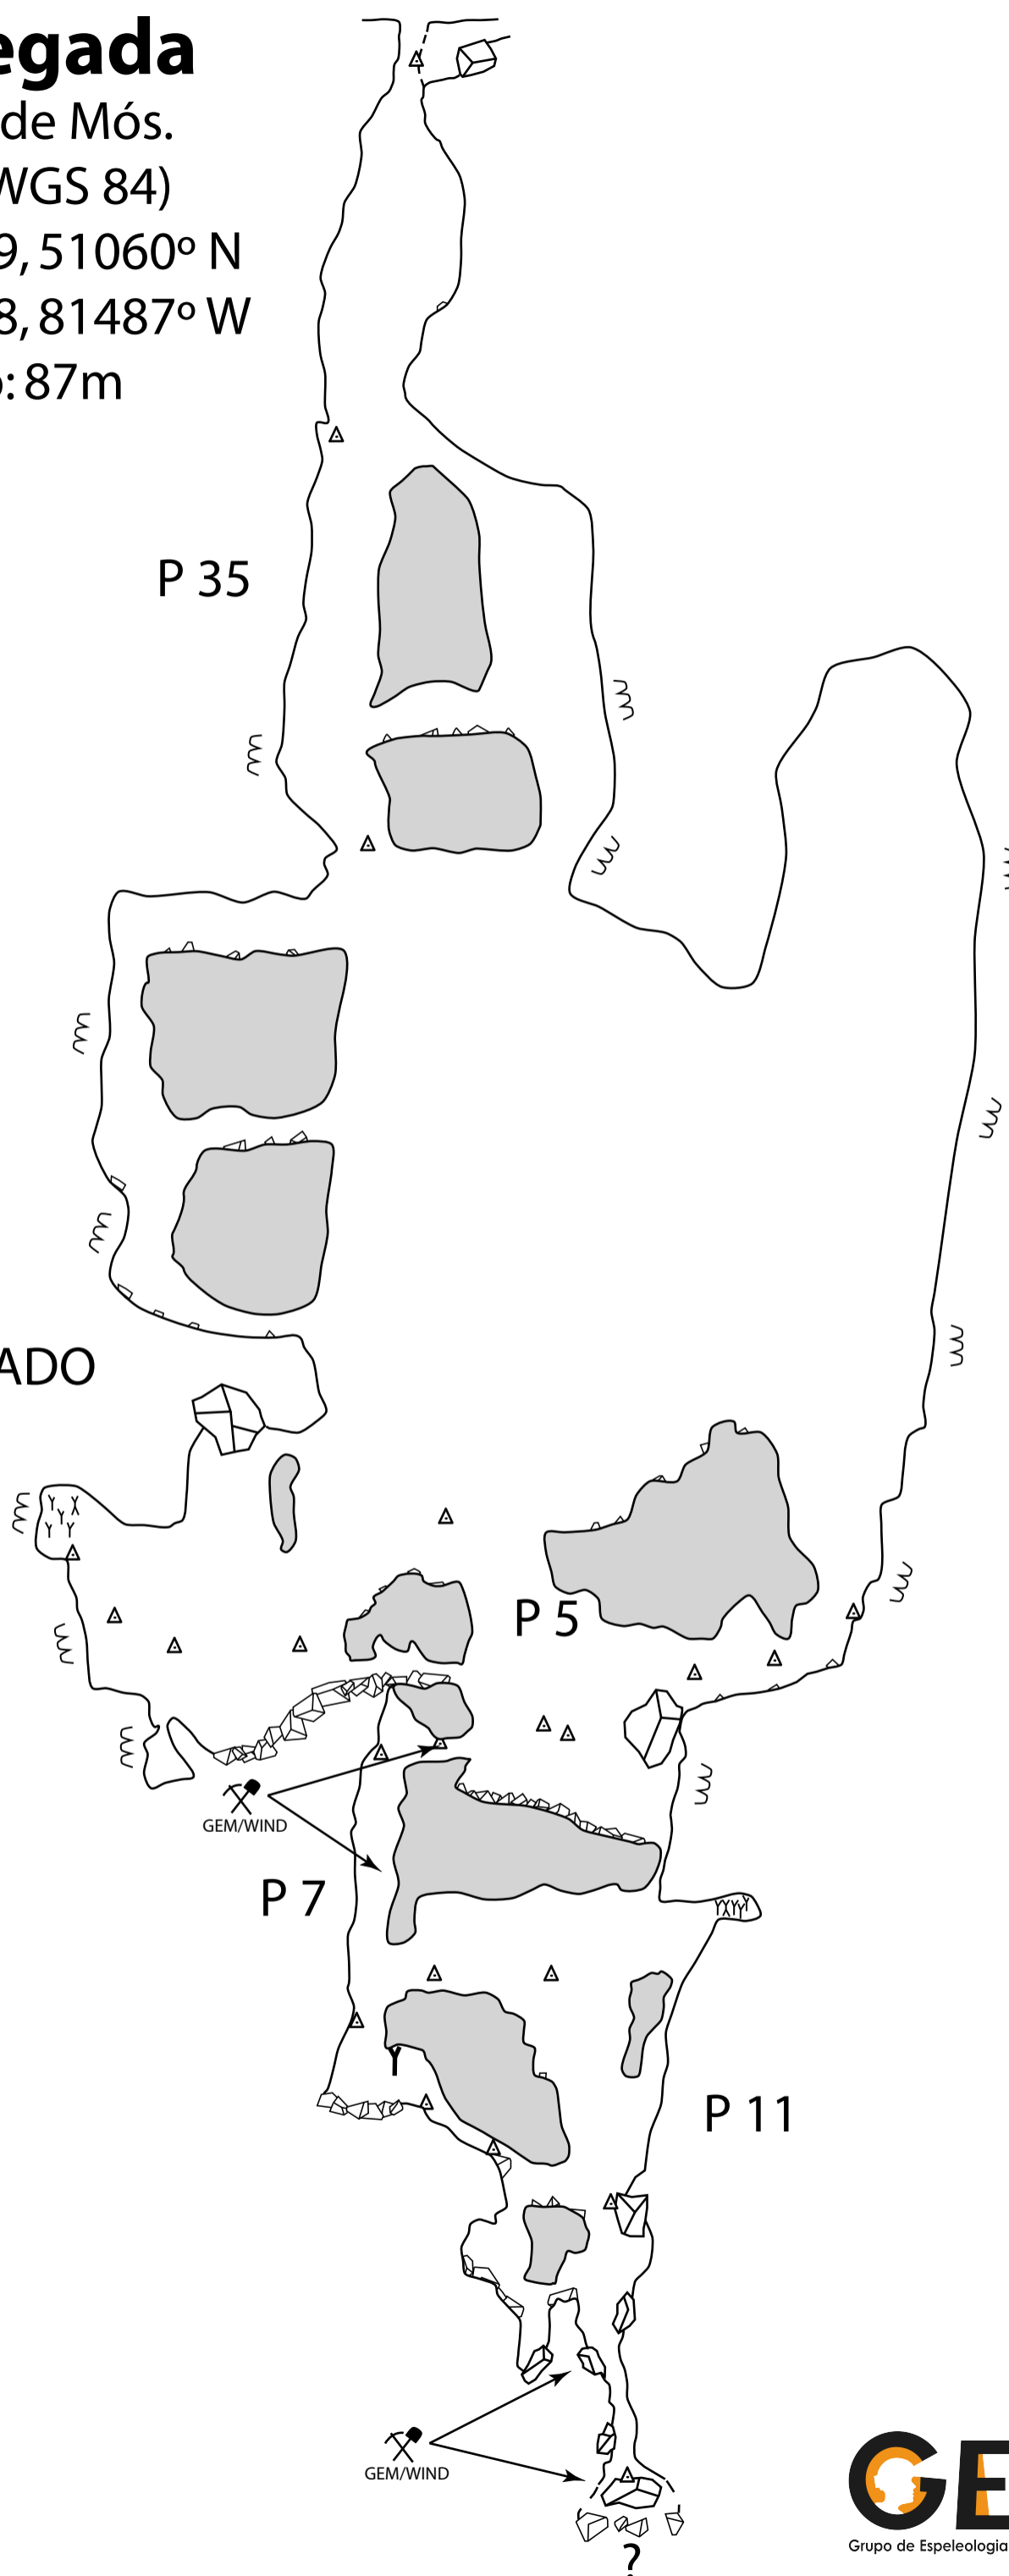 egada
de Mós.
WGS 84)
9, 51060º N
8, 81487º W
o: 87m
P 35
ADO
P 5
GEM/WIND
P 7
P 11
GEM/WIND
GE
Grupo de Espeleologia
?